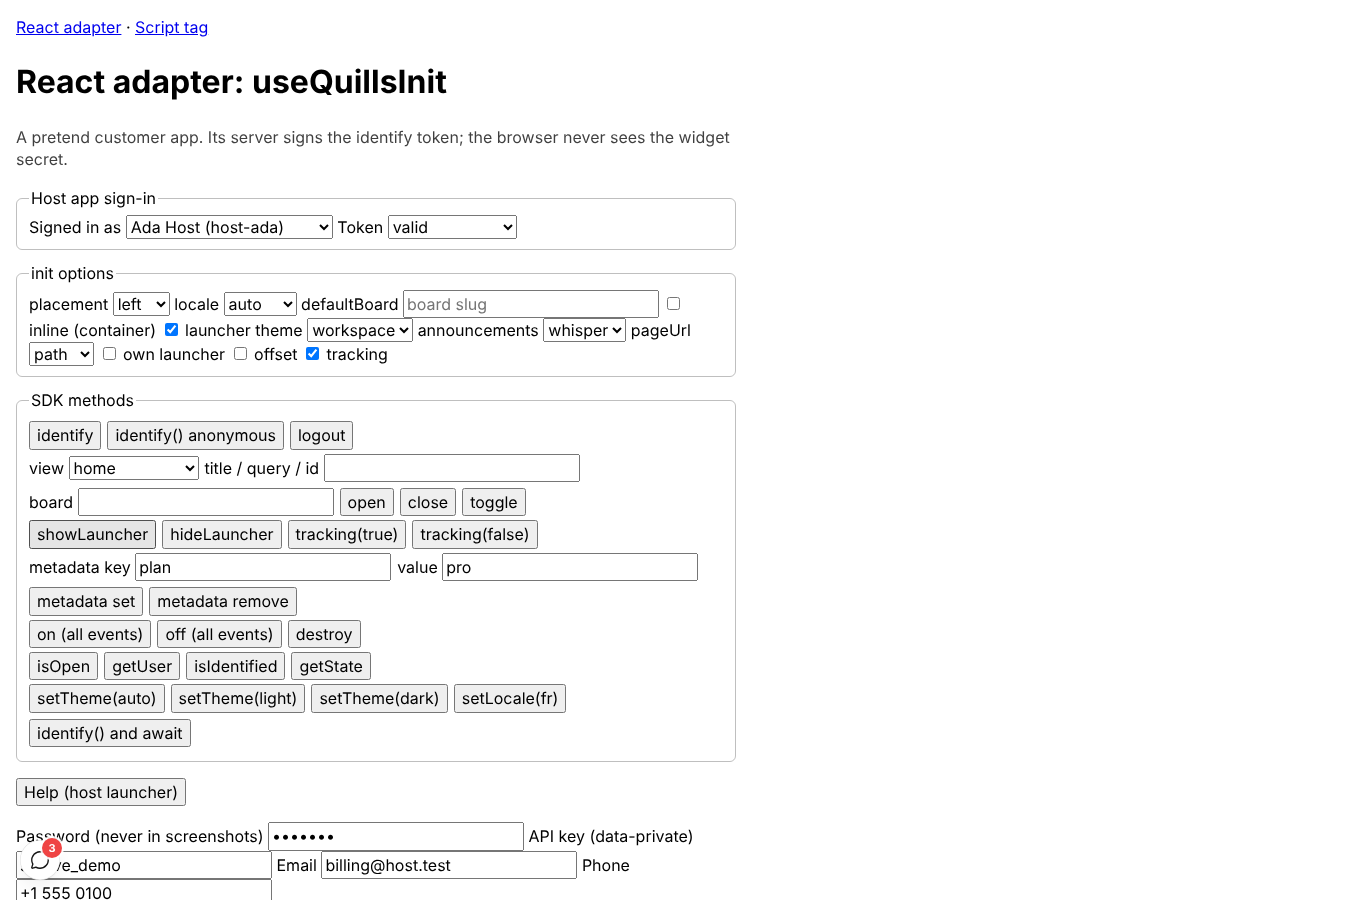 React adapter · Script tag
React adapter: useQuillsInit
A pretend customer app. Its server signs the identify token; the browser never sees the widget
secret.
Host app sign-in
Signed in as Ada Host (host-ada) Token valid
init options
placement left locale auto defaultBoard board slug
inline (container) launcher theme workspace announcements whisper pageUrl
path own launcher offset tracking
SDK methods
identify identify() anonymous logout
view home title / query / id
board open close toggle
showLauncher hideLauncher tracking(true) tracking(false)
metadata key plan value pro
metadata set metadata remove
on (all events) off (all events) destroy
isOpen getUser isIdentified getState
setTheme(auto) setTheme(light) setTheme(dark) setLocale(fr)
identify() and await
Help (host launcher)
Password (never in screenshots) ••••••• API key (data-private)
3
e_demo Email billing@host.test Phone
+1 555 0100